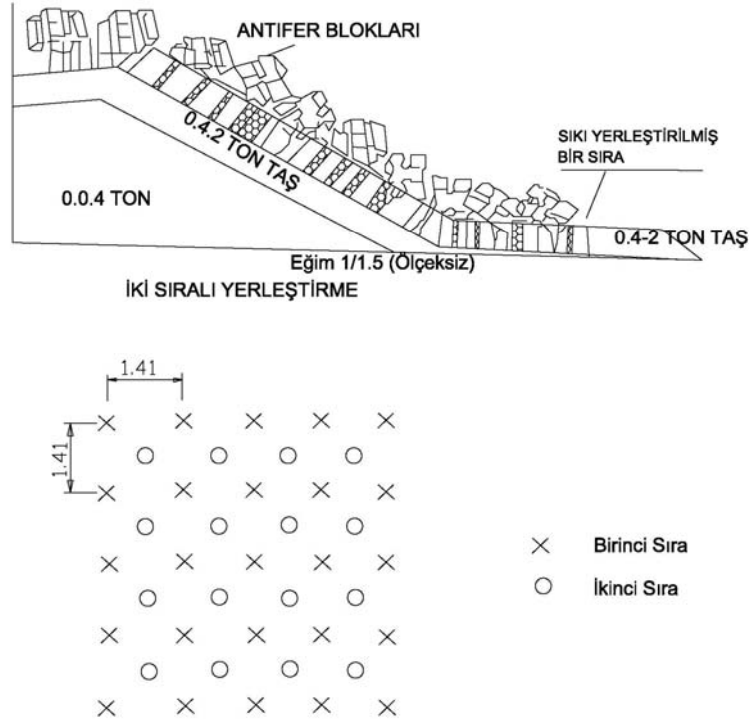 ANTIFER BLOKLARI
0.4.2 TON TAŞ
SIKI YERLEŞTİRİLMİŞ
BİR SIRA
0.0.4 TON
0.4-2 TON TAŞ
Eğim 1/1.5 (Ölçeksiz)
İKİ SIRALI YERLEŞTİRME
1.41
1.41
Birinci Sıra
İkinci Sıra